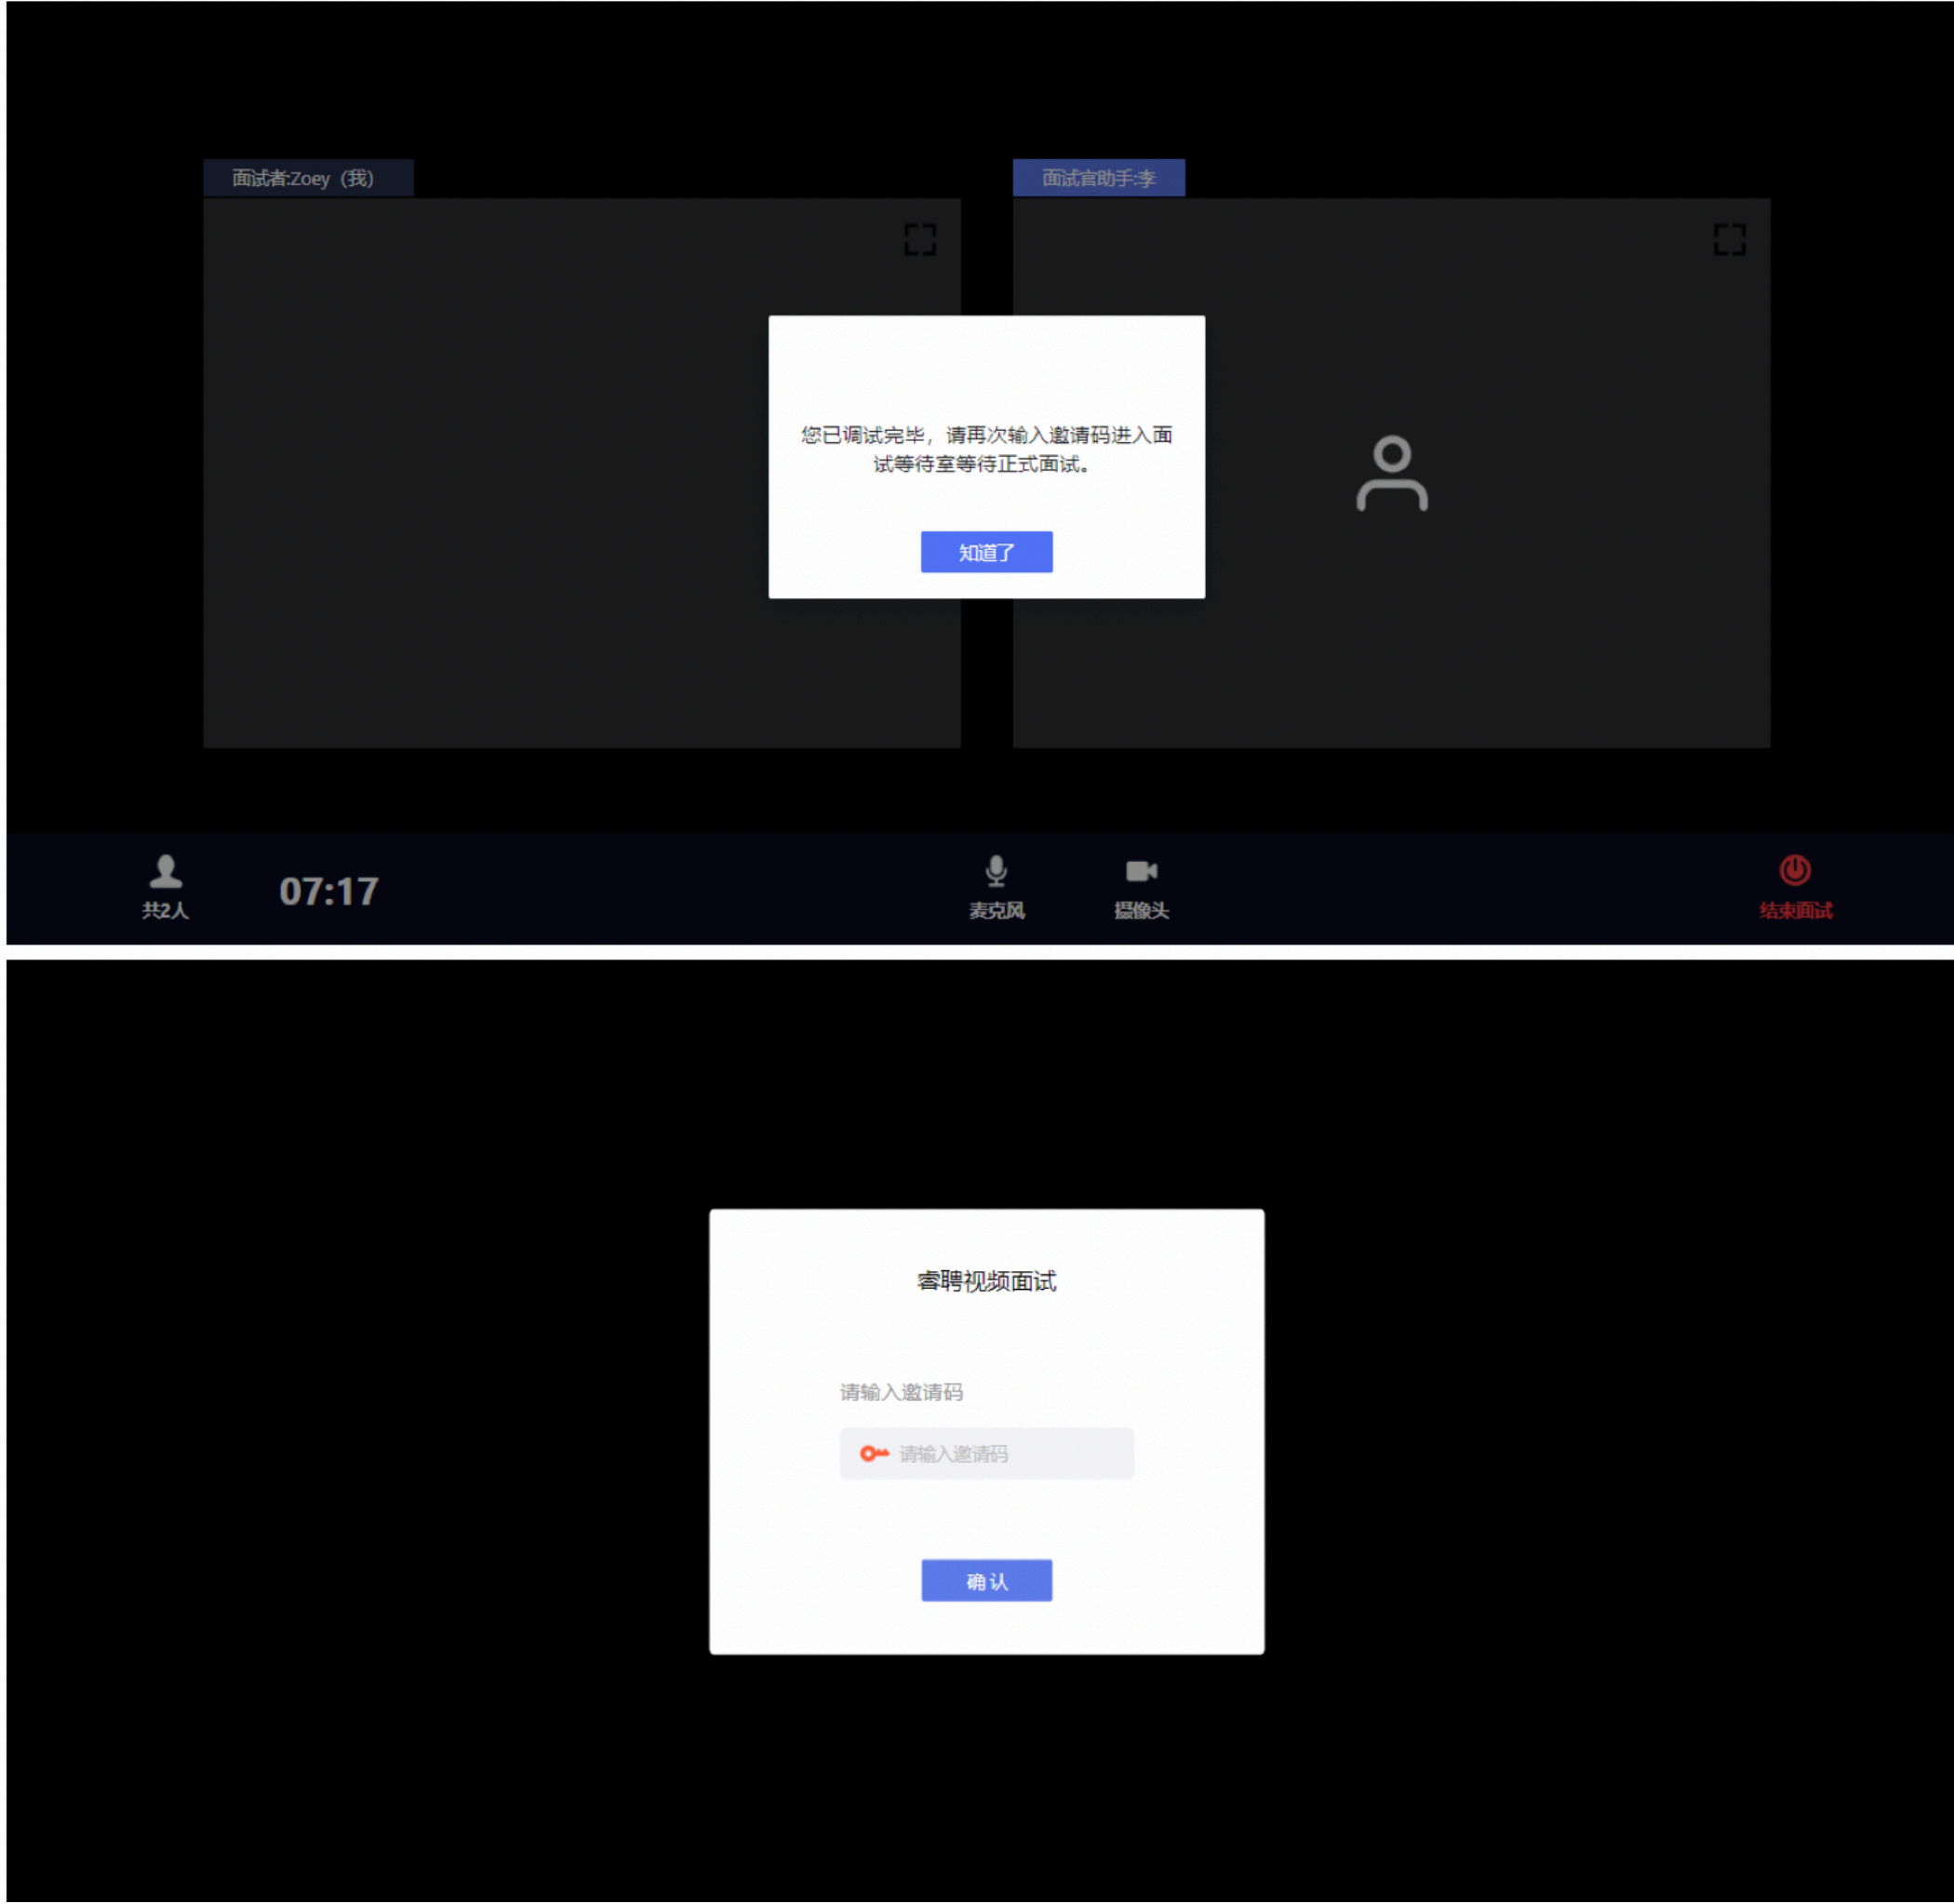 面试者:Zoey（我）
面试官助手:李
您已调试完毕，请再次输入邀请码进入面
试等待室等待正式面试。
知道了
共2人
07:17
麦克风
摄像头
结束面试
睿聘视频面试
请输入邀请码
请输入邀请码
确认